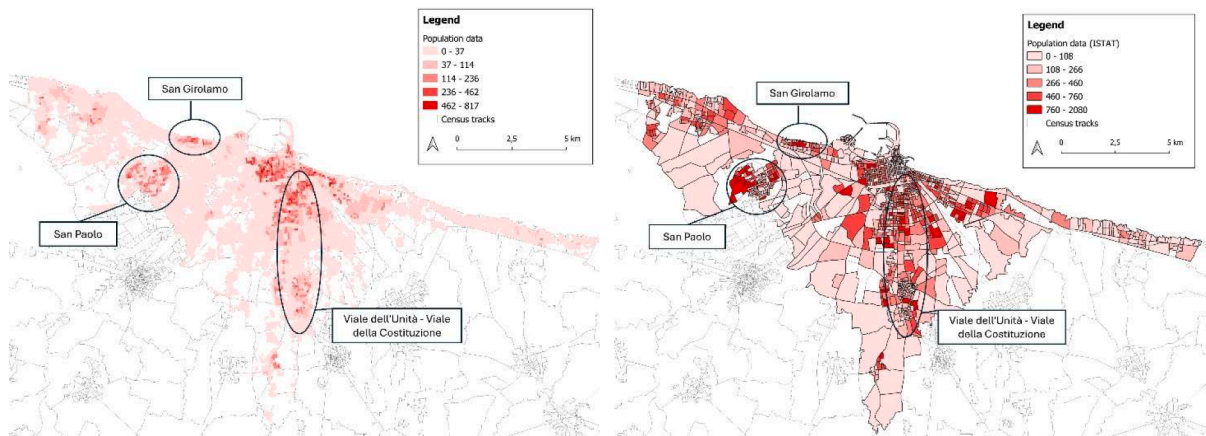 Legend
Population data
0 - 37
37 - 114
114 - 236
236 - 462
462 - 817
Census tracks
0 2,5 5 km
San Girolamo
San Paolo
Viale dell'Unità - Viale
della Costituzione
Legend
Population data (ISTAT)
0 - 108
108 - 266
266 - 460
460 - 760
760 - 2080
Census tracks
0 2,5 5 km
San Girolamo
San Paolo
Viale dell'Unità - Viale
della Costituzione